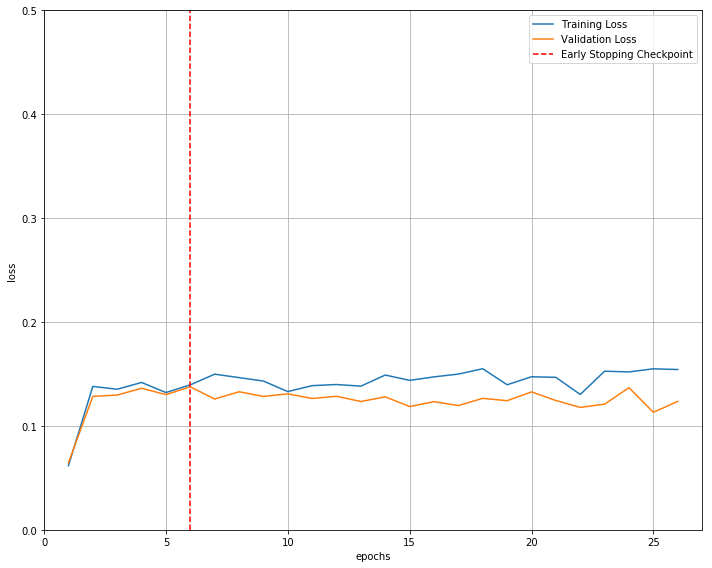 0.5
0.4
0.3
0.2
0.1
0.0
0
5
10
15
20
25
loss
epochs
Training Loss
Validation Loss
Early Stopping Checkpoint